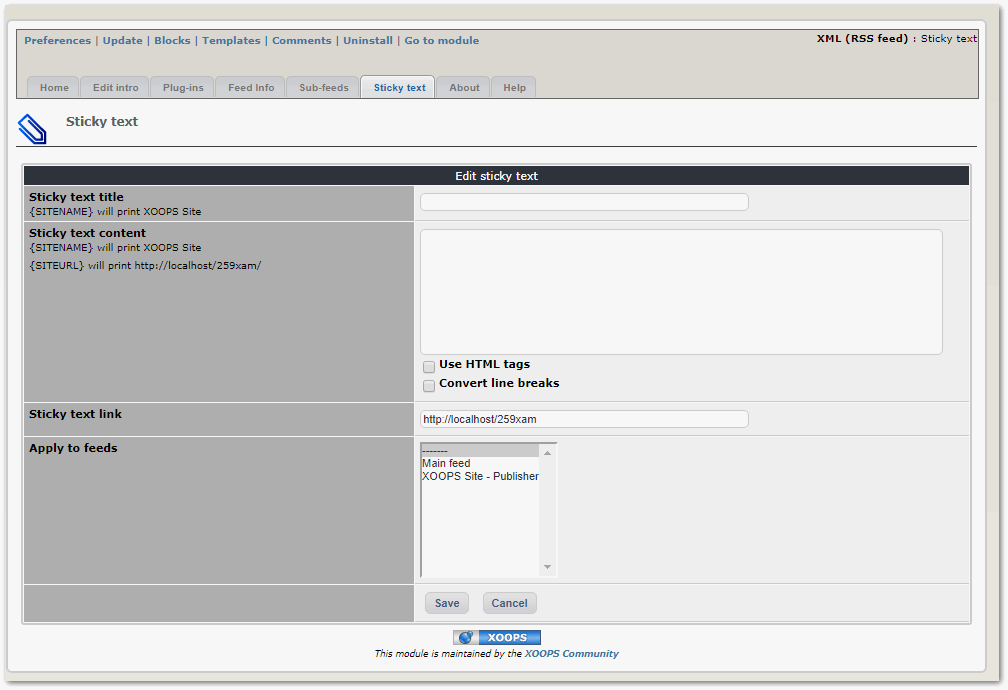 Preferences | Update | Blocks | Templates | Comments | Uninstall | Go to module
XML (RSS feed) : Sticky text
Home Edit intro Plug-ins Feed Info Sub-feeds Sticky text About Help
Sticky text
Edit sticky text
Sticky text title
{SITENAME} will print XOOPS Site
Sticky text content
{SITENAME} will print XOOPS Site
{SITEURL} will print http://localhost/259xam/
Use HTML tags
Convert line breaks
Sticky text link
http://localhost/259xam
Apply to feeds
-------
Main feed
XOOPS Site - Publisher
Save Cancel
XOOPS
This module is maintained by the XOOPS Community